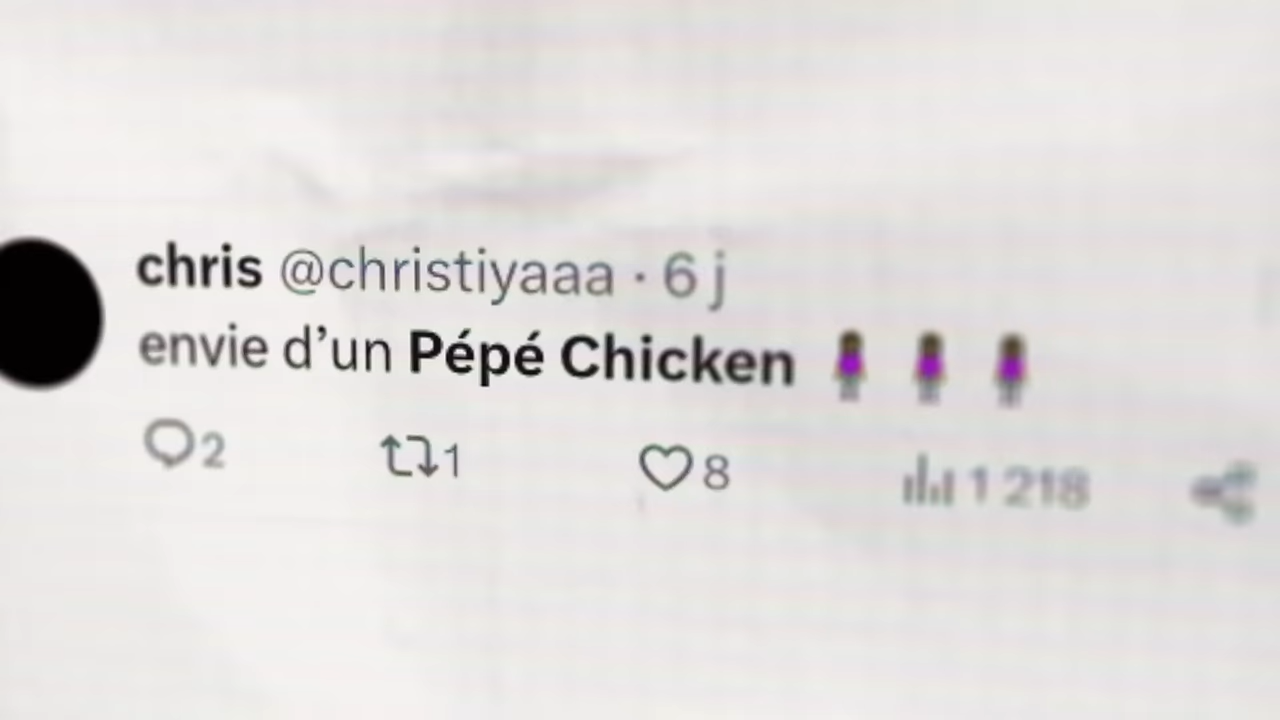 chris @christiyaaa · 6 j
envie d’un Pépé Chicken 🧍🏾‍♀️ 🧍🏾‍♀️ 🧍🏾‍♀️
2 1 8 1 218